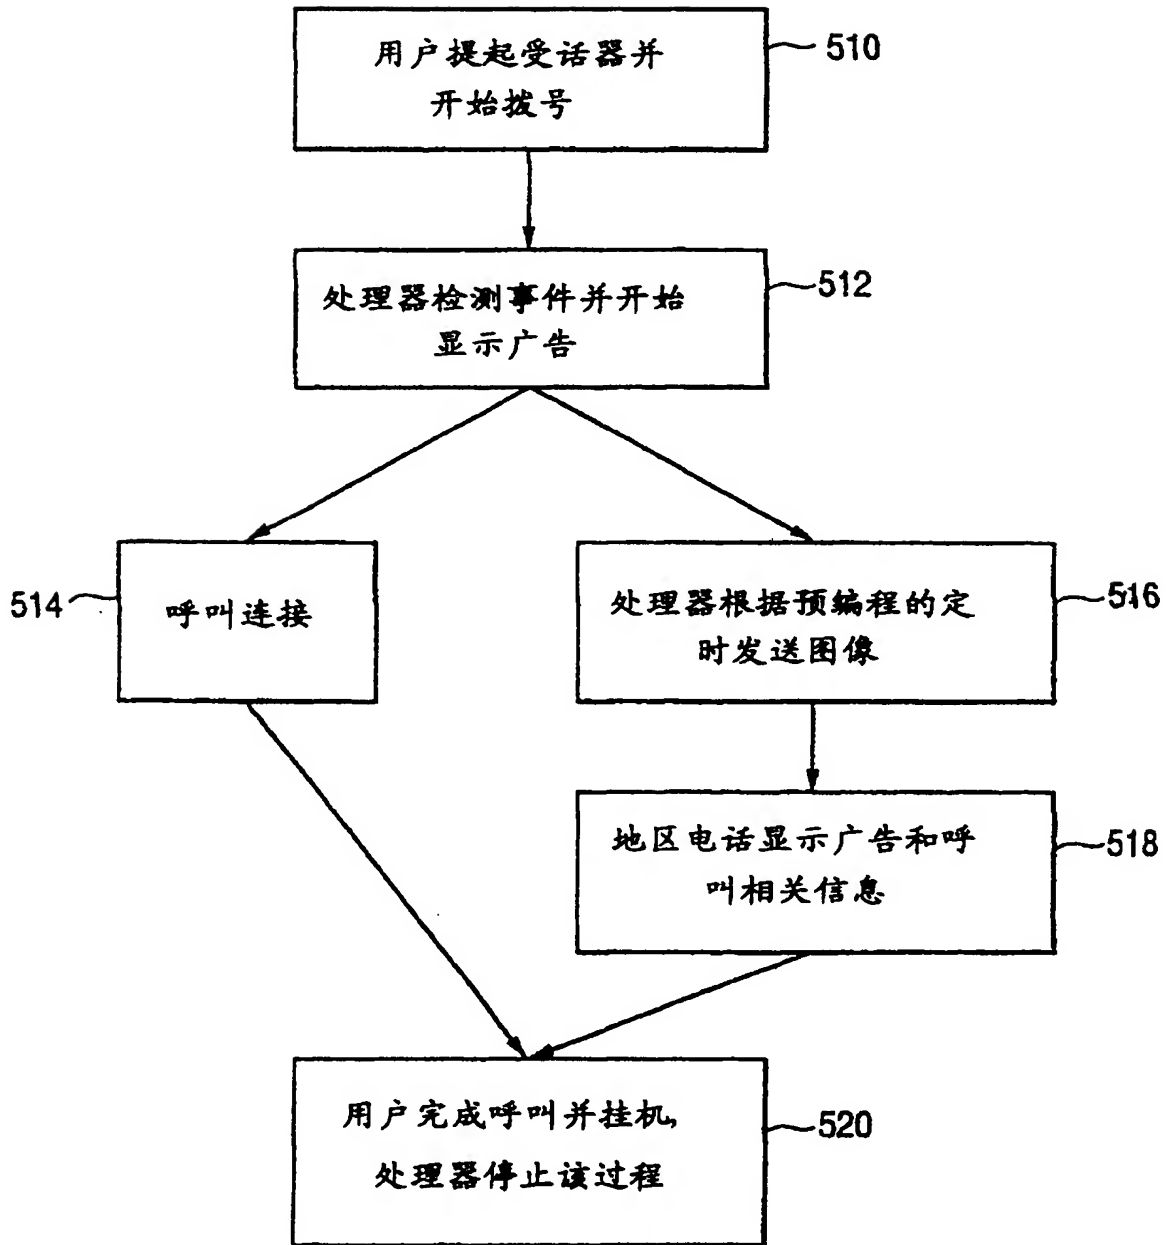 用户提起受话器并
开始拨号
510
处理器检测事件并开始
显示广告
512
514
呼叫连接
处理器根据预编程的定
时发送图像
516
地区电话显示广告和呼
叫相关信息
518
用户完成呼叫并挂机,
处理器停止该过程
520